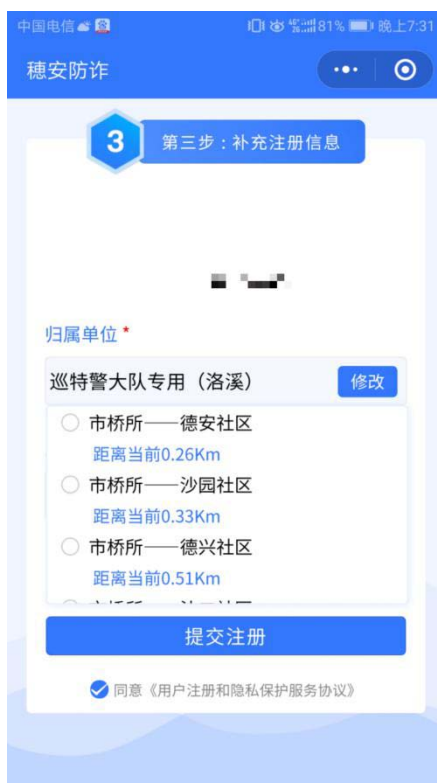 中国电信 81% 晚上7:31
穗安防诈
3 第三步：补充注册信息
归属单位 *
巡特警大队专用（洛溪） 修改
市桥所——德安社区
距离当前0.26Km
市桥所——沙园社区
距离当前0.33Km
市桥所——德兴社区
距离当前0.51Km
提交注册
同意《用户注册和隐私保护服务协议》